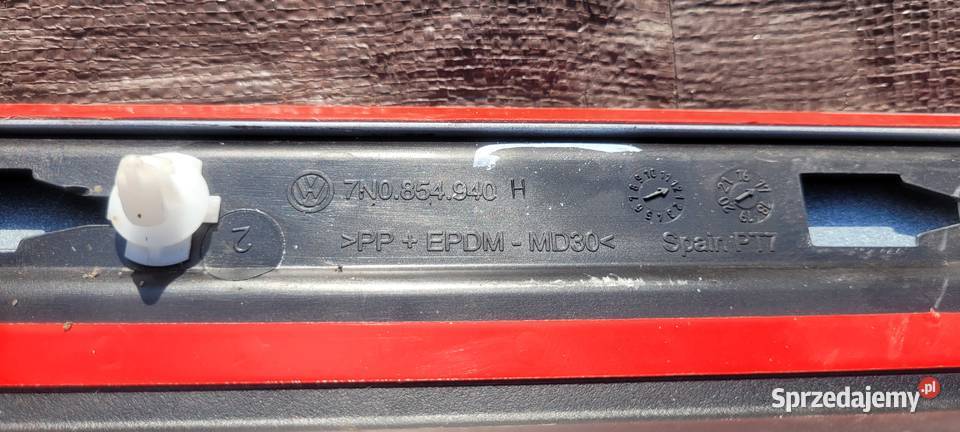 7N0.854.940 H
2
>PP + EPDM - MD30<
Spain PT7
Sprzedajemy.pl